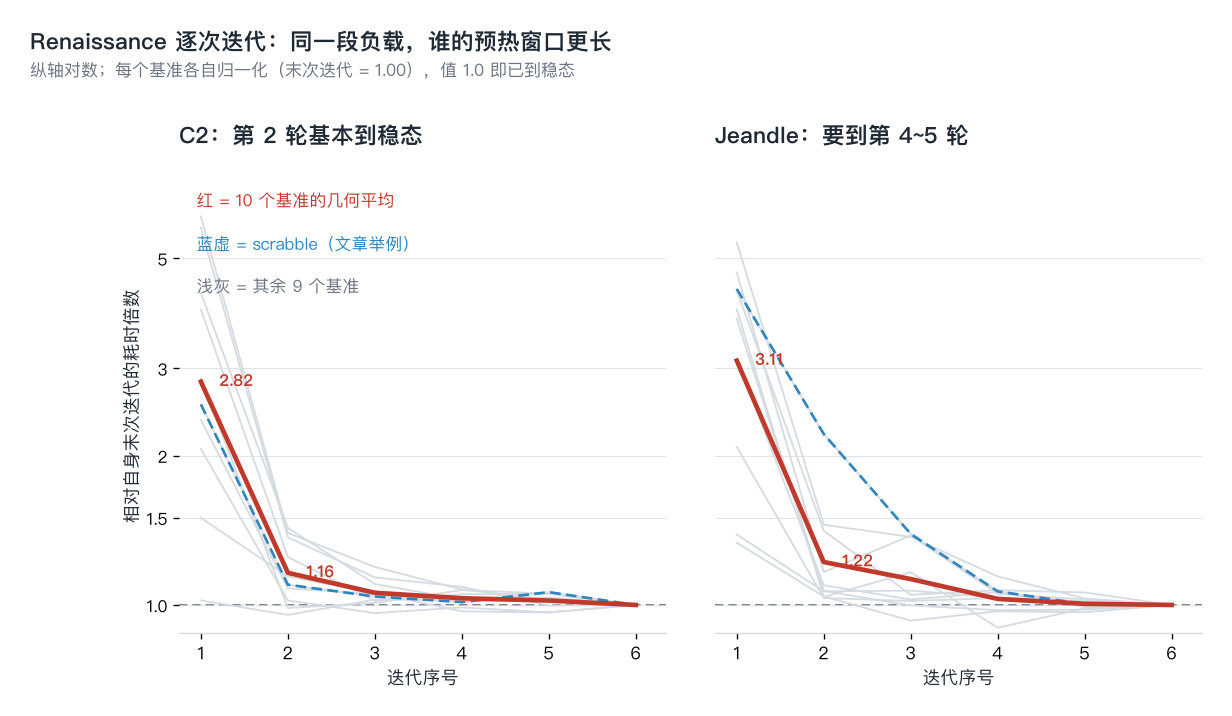 Renaissance 逐次迭代：同一段负载，谁的预热窗口更长
纵轴对数；每个基准各自归一化（末次迭代 = 1.00），值 1.0 即已到稳态
C2：第 2 轮基本到稳态
红 = 10 个基准的几何平均
蓝虚 = scrabble（文章举例）
浅灰 = 其余 9 个基准
相对自身末次迭代的耗时倍数
5
3
2
1.5
1.0
2.82
1.16
1 2 3 4 5 6
迭代序号
Jeandle：要到第 4~5 轮
3.11
1.22
1 2 3 4 5 6
迭代序号